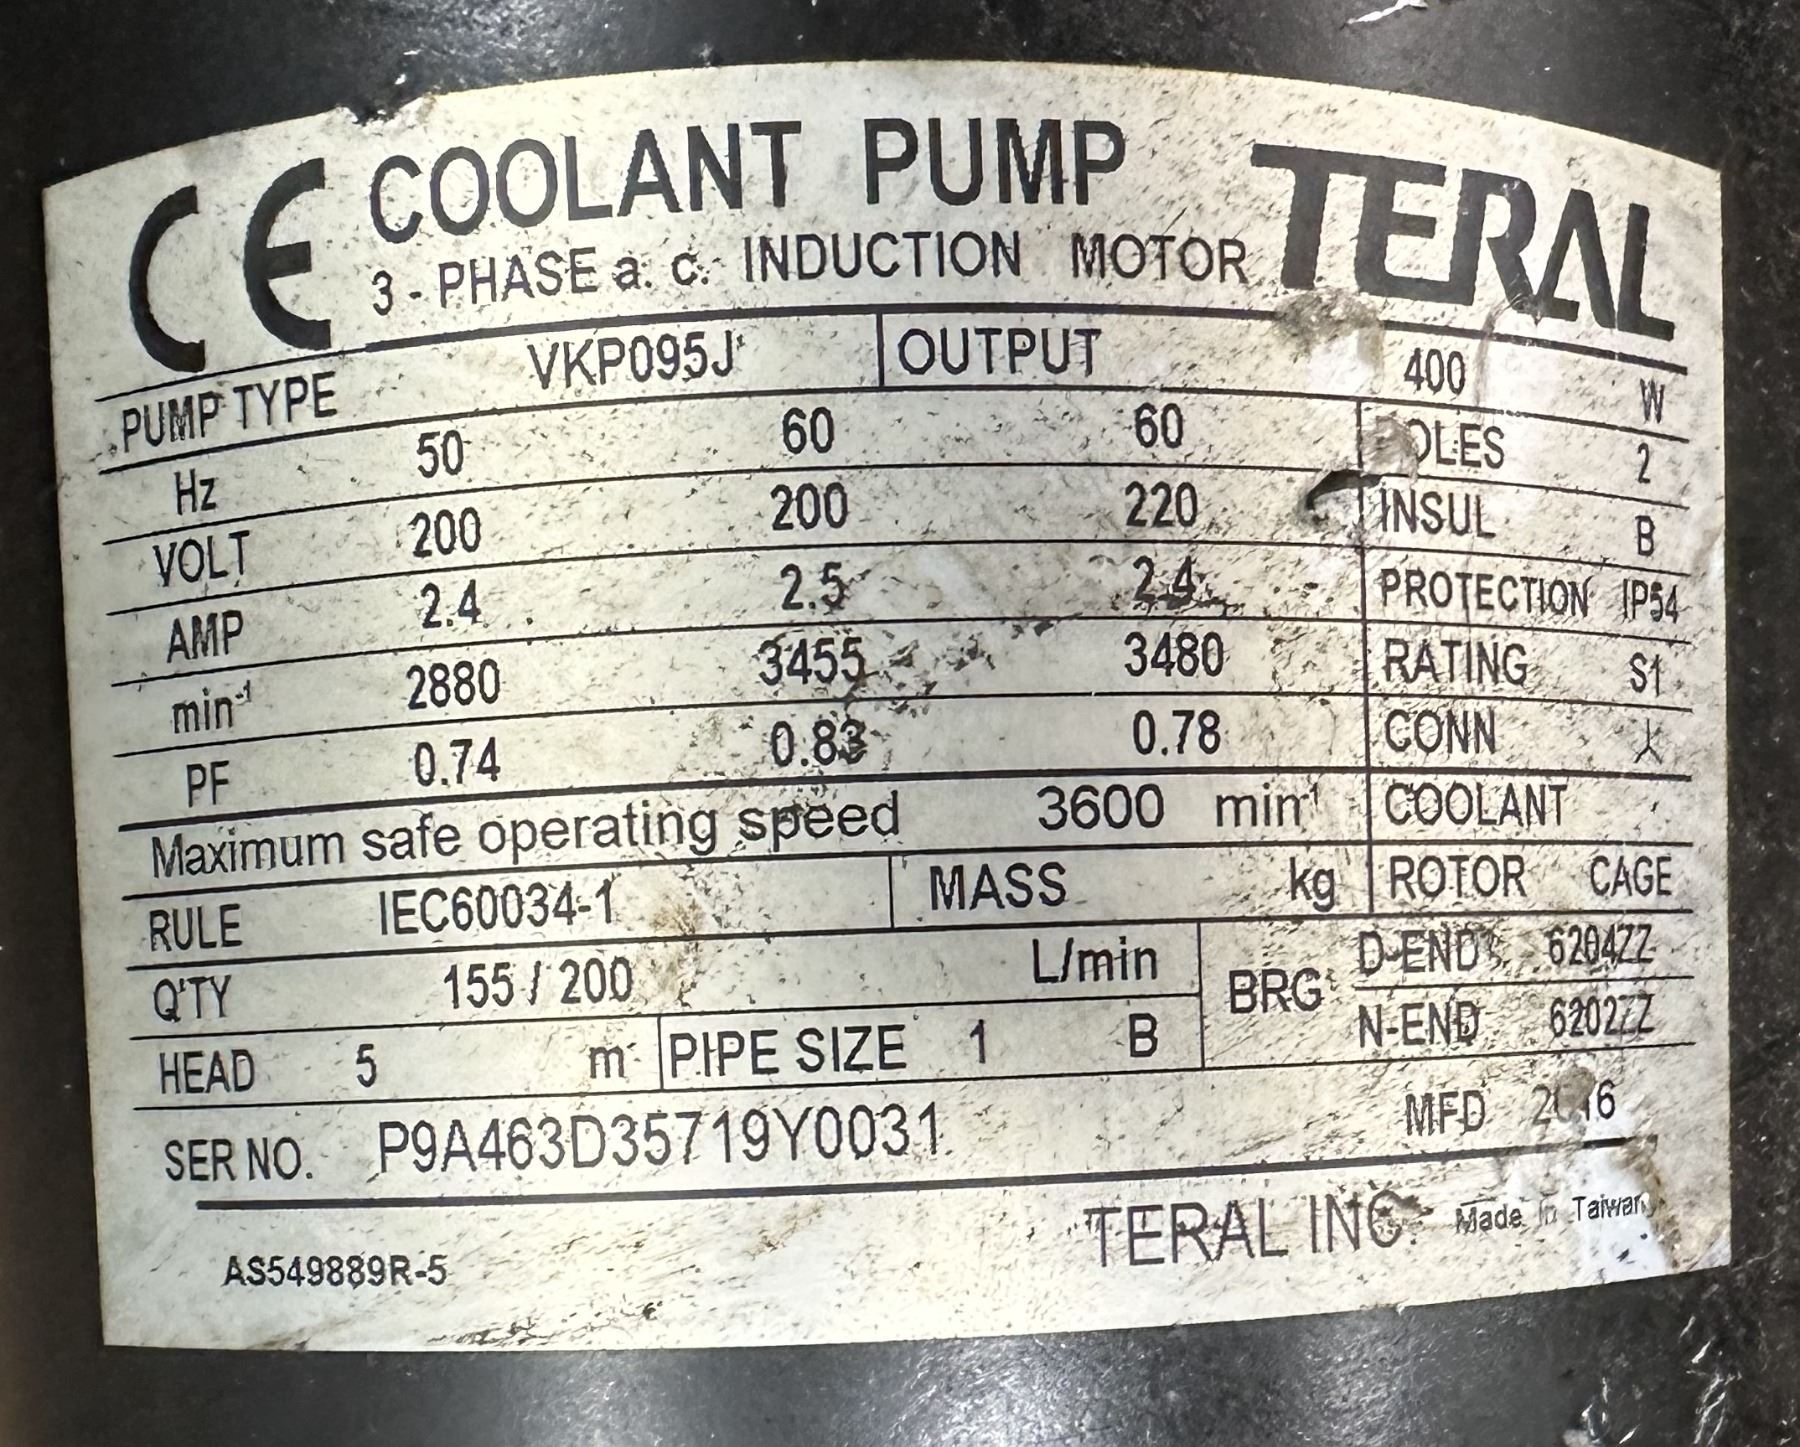 CE COOLANT PUMP TERAL
3 - PHASE a. c. INDUCTION MOTOR
PUMP TYPE VKP095J OUTPUT 400 W
Hz 50 60 60 POLES 2
VOLT 200 200 220 INSUL B
AMP 2.4 2.5 2.4 PROTECTION IP54
min⁻¹ 2880 3455 3480 RATING S1
PF 0.74 0.83 0.78 CONN 人
Maximum safe operating speed 3600 min⁻¹ COOLANT
RULE IEC60034-1 MASS kg ROTOR CAGE
Q'TY 155 / 200 L/min BRG D-END 6204ZZ
N-END 6202ZZ
HEAD 5 m PIPE SIZE 1 B
SER NO. P9A463D35719Y0031 MFD 2016
TERAL INC. Made in Taiwan
AS549889R-5